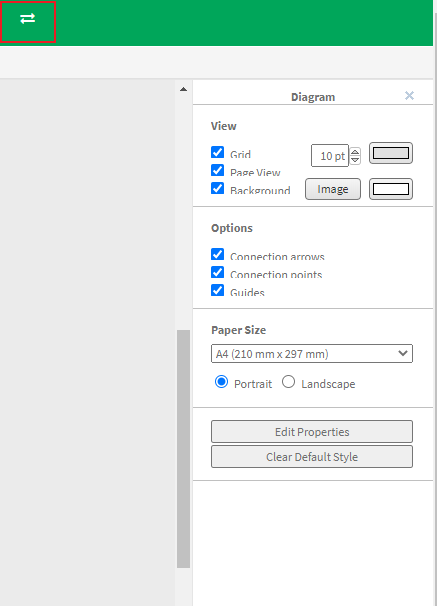 Diagram
View
Grid 10 pt
Page View
Background Image
Options
Connection arrows
Connection points
Guides
Paper Size
A4 (210 mm x 297 mm)
Portrait Landscape
Edit Properties
Clear Default Style